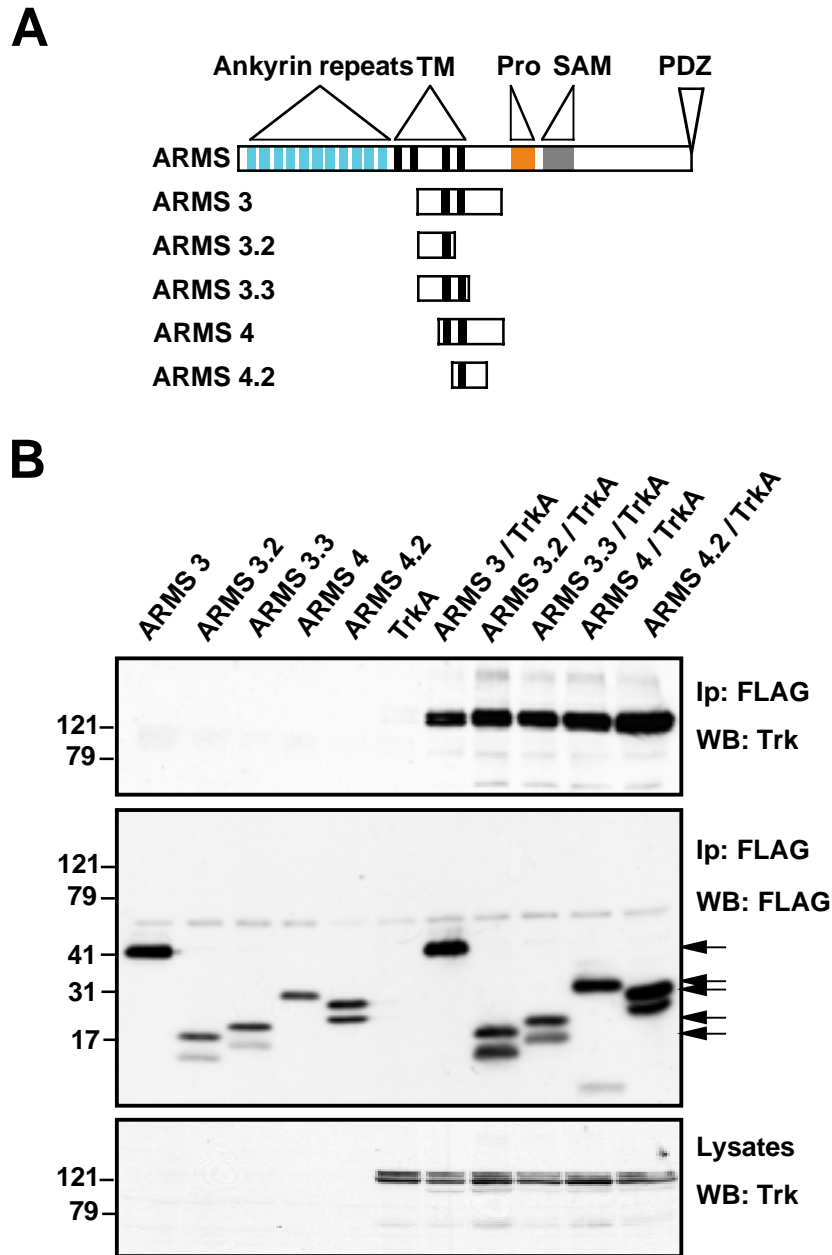 A
Ankyrin repeats TM Pro SAM PDZ
ARMS
ARMS 3
ARMS 3.2
ARMS 3.3
ARMS 4
ARMS 4.2
B
ARMS 3
ARMS 3.2
ARMS 3.3
ARMS 4
ARMS 4.2
TrkA
ARMS 3 / TrkA
ARMS 3.2 / TrkA
ARMS 3.3 / TrkA
ARMS 4 / TrkA
ARMS 4.2 / TrkA
Ip: FLAG
121
WB: Trk
79
Ip: FLAG
121
79
WB: FLAG
41
31
17
Lysates
121
WB: Trk
79